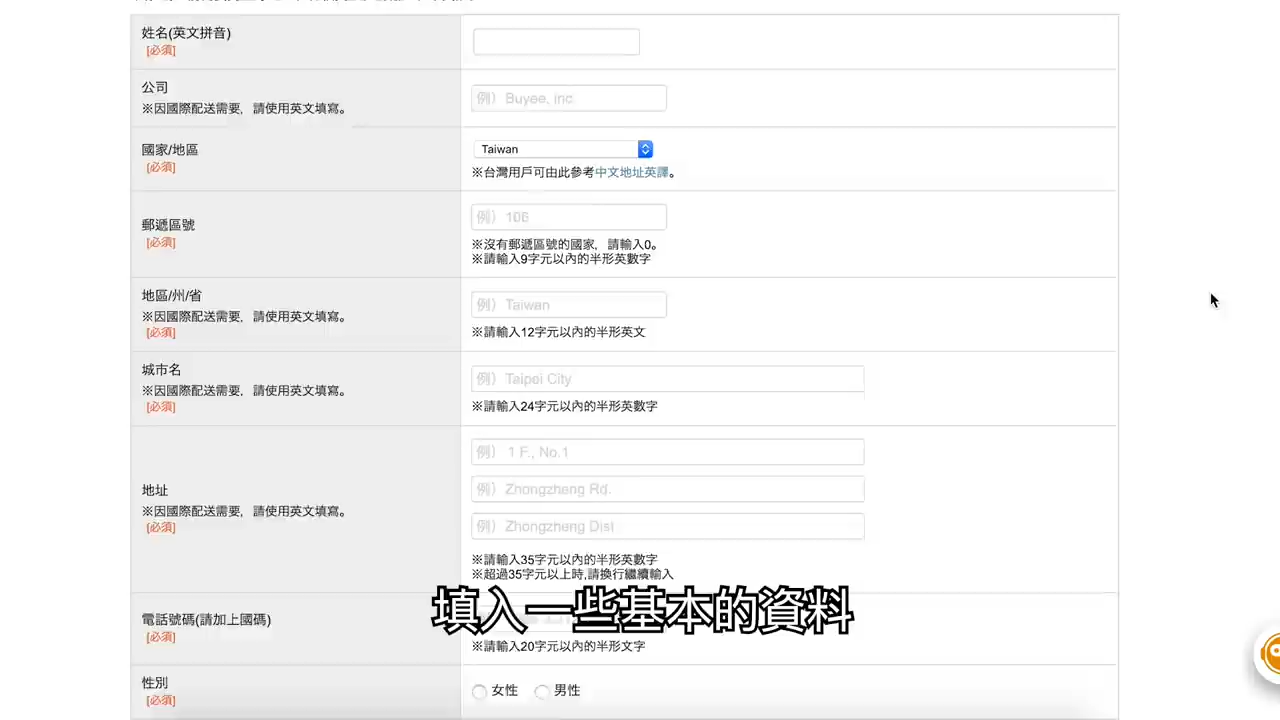 姓名(英文拼音)
[必須]
公司
※因國際配送需要，請使用英文填寫。
例） Buyee, inc
國家/地區
[必須]
Taiwan
※台灣用戶可由此參考中文地址英譯。
郵遞區號
[必須]
例） 106
※沒有郵遞區號的國家，請輸入0。
※請輸入9字元以內的半形英數字
地區/州/省
※因國際配送需要，請使用英文填寫。
[必須]
例） Taiwan
※請輸入12字元以內的半形英文
城市名
※因國際配送需要，請使用英文填寫。
[必須]
例） Taipei City
※請輸入24字元以內的半形英數字
地址
※因國際配送需要，請使用英文填寫。
[必須]
例） 1 F., No.1
例） Zhongzheng Rd.
例） Zhongzheng Dist
※請輸入35字元以內的半形英數字
※超過35字元以上時,請換行繼續輸入
填入一些基本的資料
電話號碼(請加上國碼)
[必須]
※請輸入20字元以內的半形文字
性別
[必須]
女性 男性